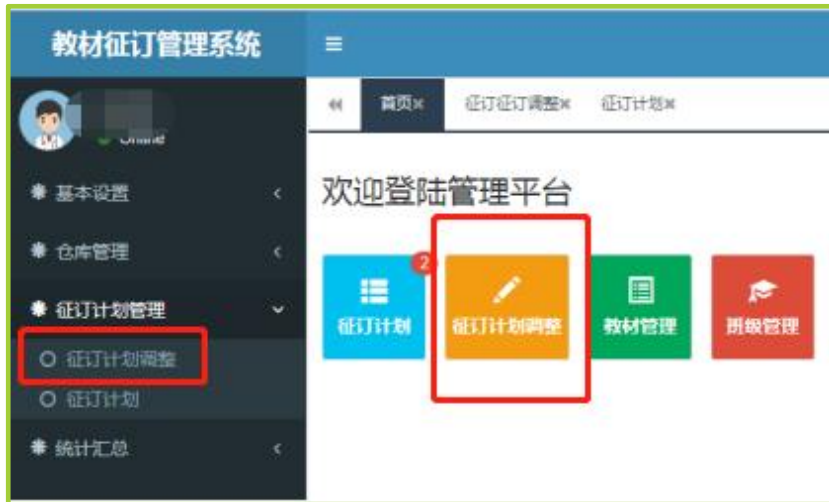 教材征订管理系统
首页 征订征订调整 征订计划
Online
欢迎登陆管理平台
基本设置
仓库管理
征订计划管理
征订计划调整
征订计划
统计汇总
2
征订计划 征订计划调整 教材管理 班级管理